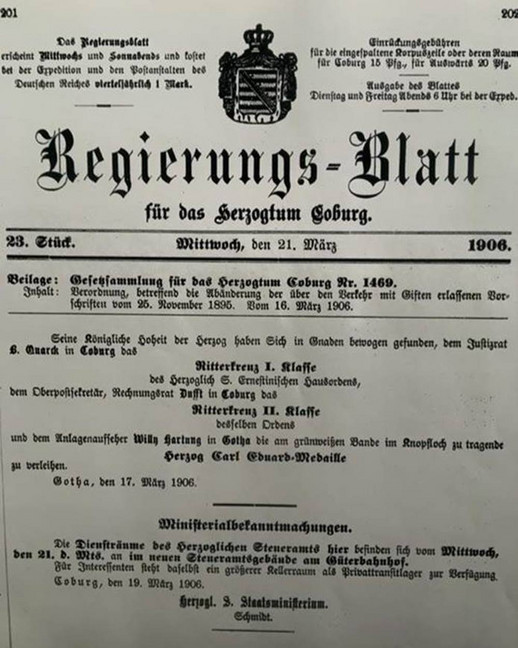 201
202
Das Regierungsblatt
erscheint Mittwochs und Sonnabends und kostet
bei der Expedition und den Postanstalten des
Deutschen Reiches vierteljährlich 1 Mark.
Einrückungsgebühren
für die eingespaltene Korpuszeile oder deren Raum
für Coburg 15 Pfg., für Auswärts 20 Pfg.
Ausgabe des Blattes
Dienstag und Freitag Abends 6 Uhr bei der Exped.
Regierungs-Blatt
für das Herzogtum Coburg.
23. Stück.
Mittwoch, den 21. März
1906.
Beilage: Gesetzsammlung für das Herzogtum Coburg Nr. 1469.
Inhalt: Verordnung, betreffend die Abänderung der über den Verkehr mit Giften erlassenen Vor-
schriften vom 25. November 1895. Vom 16. März 1906.
Seine Königliche Hoheit der Herzog haben Sich in Gnaden bewogen gefunden, dem Justizrat
B. Quarck in Coburg das
Ritterkreuz I. Klasse
des Herzoglich S. Ernestinischen Hausordens,
dem Oberpostsekretär, Rechnungsrat Dufft in Coburg das
Ritterkreuz II. Klasse
desselben Ordens
und dem Anlagenaufseher Willy Hartung in Gotha die am grünweißen Bande im Knopfloch zu tragende
Herzog Carl Eduard-Medaille
zu verleihen.
Gotha, den 17. März 1906.
Ministerialbekanntmachungen.
Die Diensträume des Herzoglichen Steueramts hier befinden sich vom Mittwoch,
den 21. d. Mts. an im neuen Steueramtsgebäude am Güterbahnhof.
Für Interessenten steht daselbst ein größerer Kellerraum als Privattransitlager zur Verfügung
Coburg, den 19. März 1906.
Herzogl. S. Staatsministerium.
Schmidt.